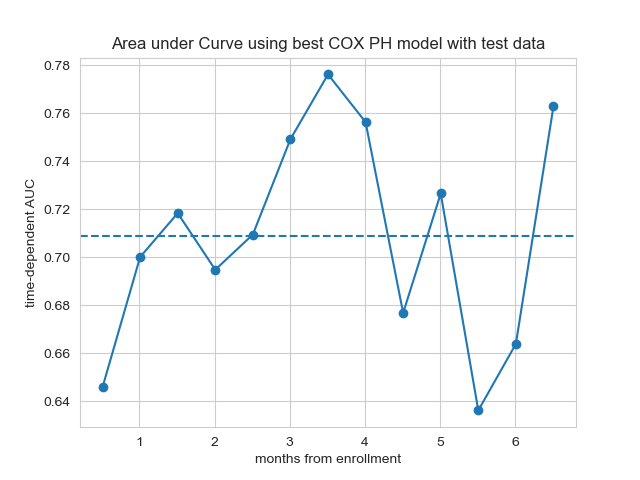 Area under Curve using best COX PH model with test data
0.78
0.76
0.74
0.72
0.70
0.68
0.66
0.64
time-dependent AUC
1 2 3 4 5 6
months from enrollment